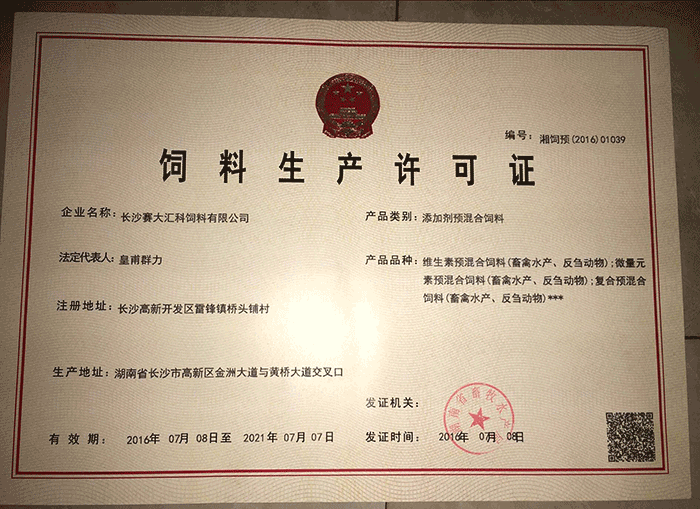 编号: 湘饲预(2016)01039
饲料生产许可证
企业名称: 长沙赛大汇科饲料有限公司
法定代表人: 皇甫群力
注册地址: 长沙高新开发区雷锋镇桥头铺村
生产地址: 湖南省长沙市高新区金洲大道与黄桥大道交叉口
有效期: 2016年 07月 08日至 2021年 07月 07日
产品类别: 添加剂预混合饲料
产品品种: 维生素预混合饲料(畜禽水产、反刍动物);微量元
素预混合饲料(畜禽水产、反刍动物);复合预混合
饲料(畜禽水产、反刍动物)***
发证机关:
湖南省畜牧水产
发证时间: 2016年 07月 08日